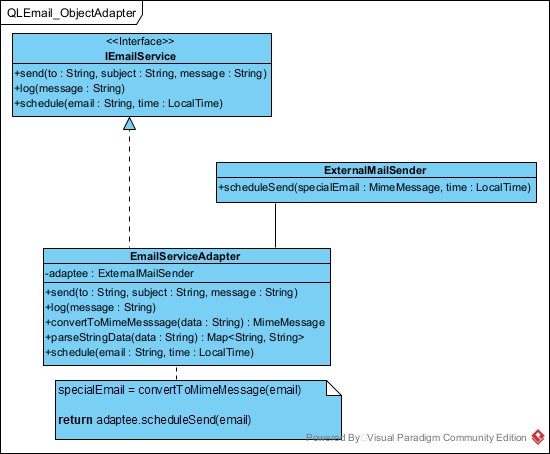 QLEmail_ObjectAdapter
<<Interface>>
IEmailService
+send(to : String, subject : String, message : String)
+log(message : String)
+schedule(email : String, time : LocalTime)
ExternalMailSender
+scheduleSend(specialEmail : MimeMessage, time : LocalTime)
EmailServiceAdapter
-adaptee : ExternalMailSender
+send(to : String, subject : String, message : String)
+log(message : String)
+convertToMimeMesssage(data : String) : MimeMessage
+parseStringData(data : String) : Map<String, String>
+schedule(email : String, time : LocalTime)
specialEmail = convertToMimeMessage(email)
return adaptee.scheduleSend(email)
Powered By Visual Paradigm Community Edition